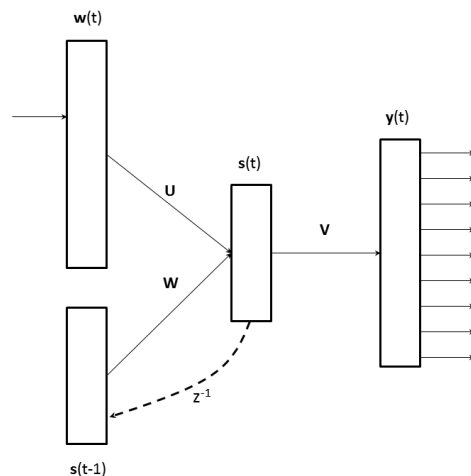 w(t)
y(t)
s(t)
U
V
W
z⁻¹
s(t-1)